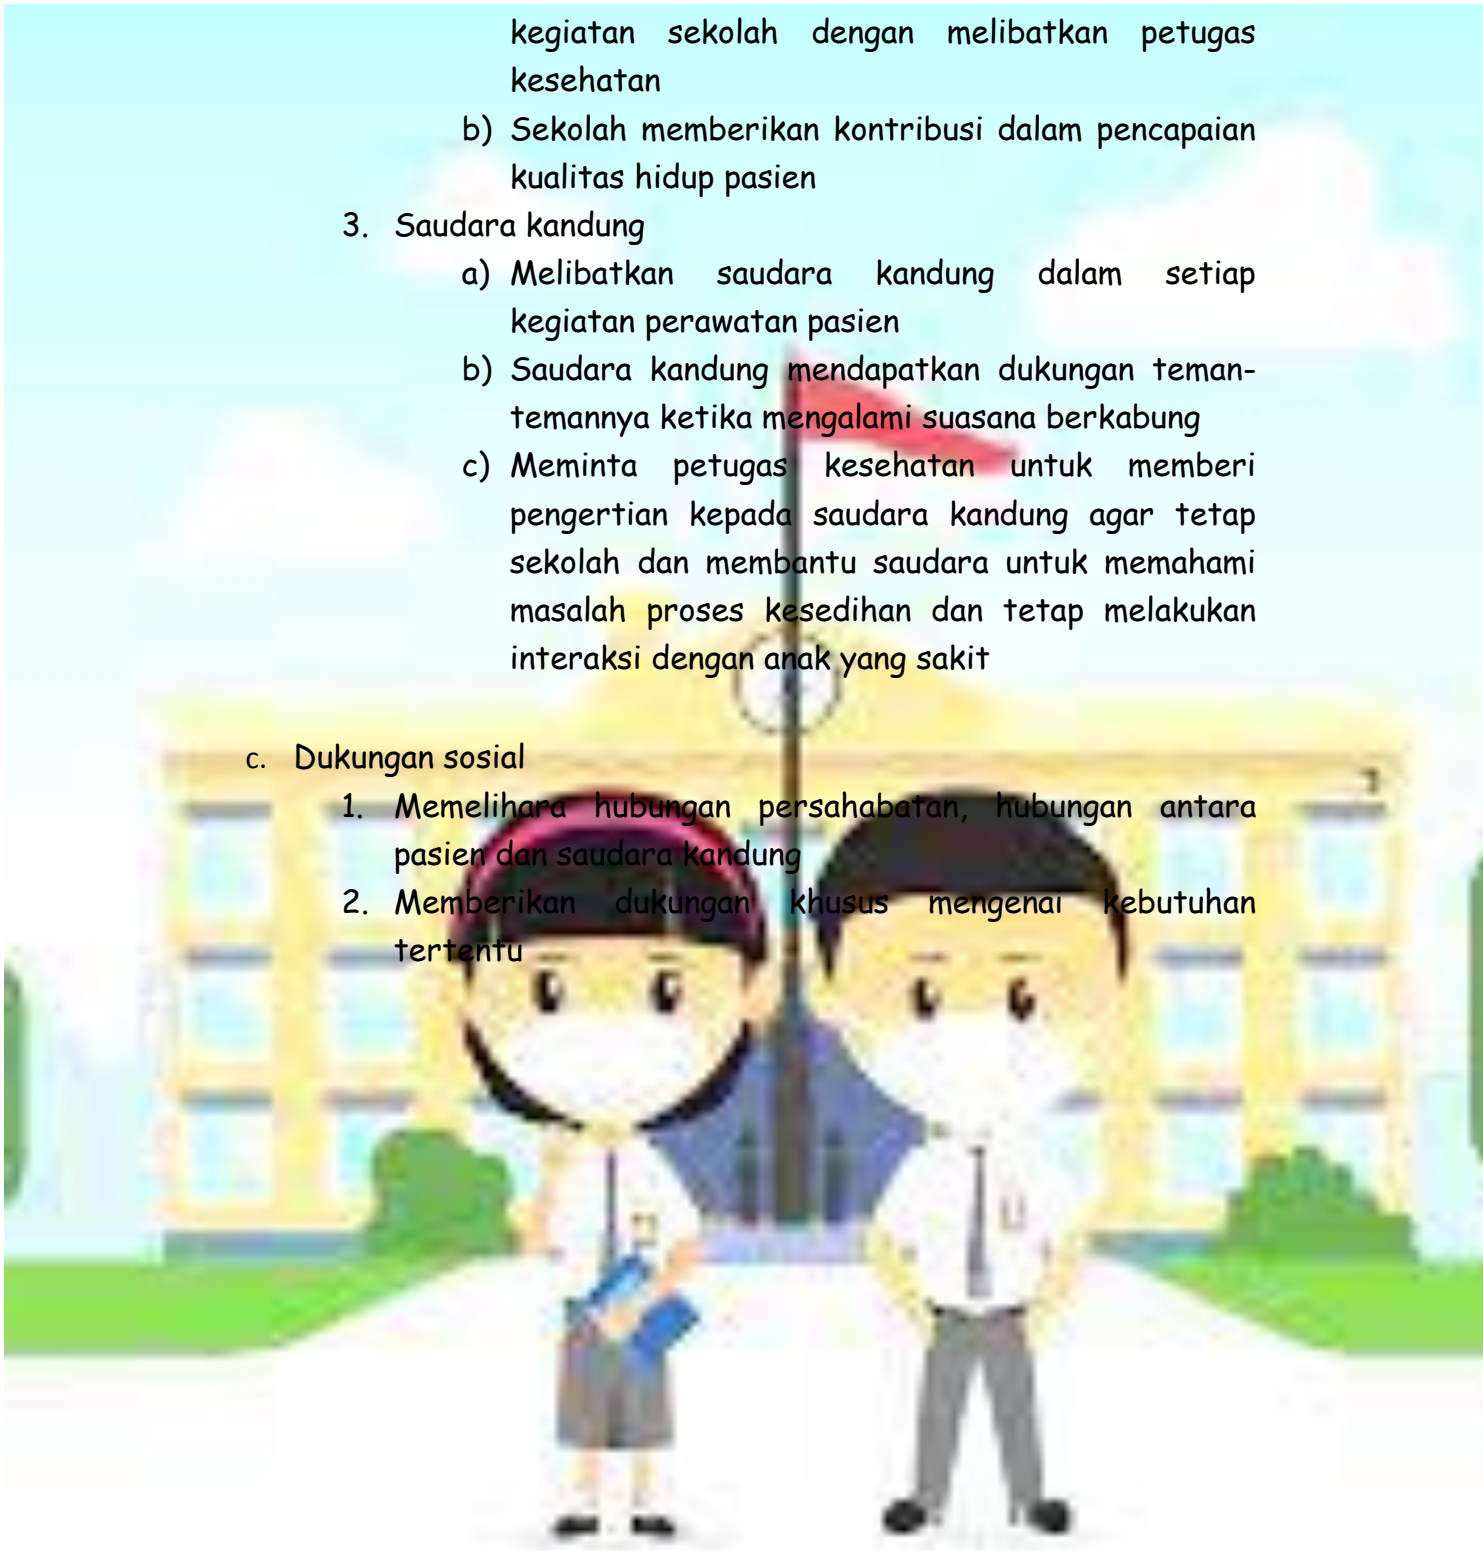 kegiatan sekolah dengan melibatkan petugas
kesehatan
b) Sekolah memberikan kontribusi dalam pencapaian
kualitas hidup pasien
3. Saudara kandung
a) Melibatkan saudara kandung dalam setiap
kegiatan perawatan pasien
b) Saudara kandung mendapatkan dukungan teman-
temannya ketika mengalami suasana berkabung
c) Meminta petugas kesehatan untuk memberi
pengertian kepada saudara kandung agar tetap
sekolah dan membantu saudara untuk memahami
masalah proses kesedihan dan tetap melakukan
interaksi dengan anak yang sakit
c. Dukungan sosial
1. Memelihara hubungan persahabatan, hubungan antara
pasien dan saudara kandung
2. Memberikan dukungan khusus mengenai kebutuhan
tertentu